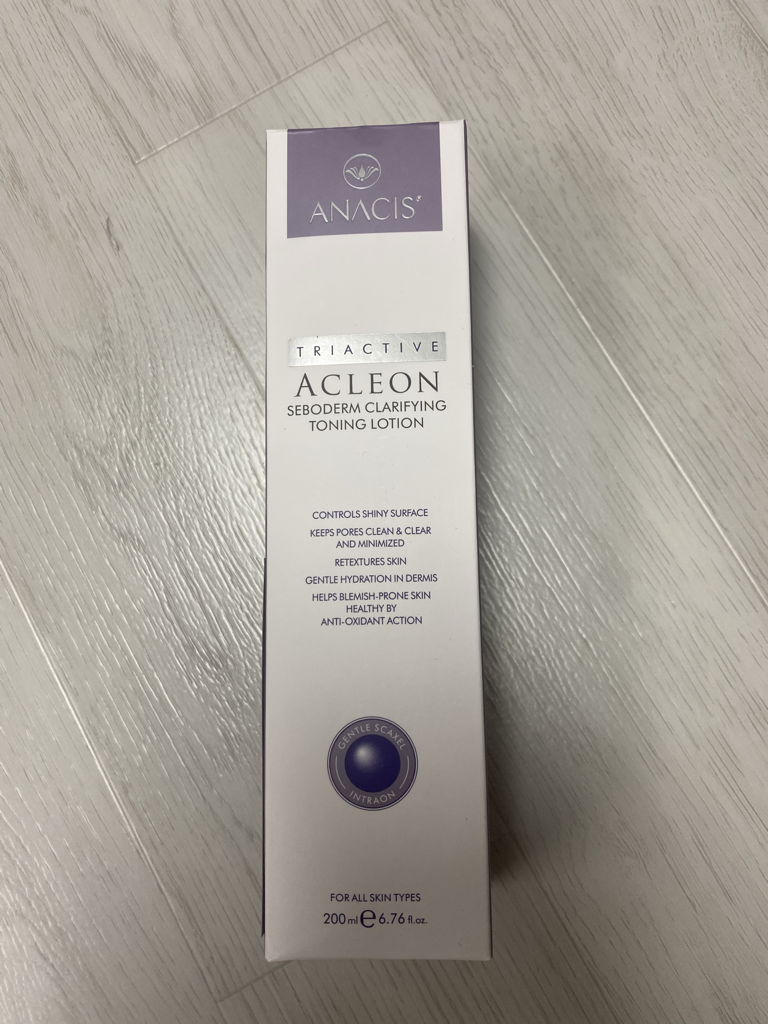 ANACIS
TRIACTIVE
ACLEON
SEBODERM CLARIFYING
TONING LOTION
CONTROLS SHINY SURFACE
KEEPS PORES CLEAN & CLEAR
AND MINIMIZED
RETEXTURES SKIN
GENTLE HYDRATION IN DERMIS
HELPS BLEMISH-PRONE SKIN
HEALTHY BY
ANTI-OXIDANT ACTION
GENTLE SCAXEL
INTRAON
FOR ALL SKIN TYPES
200 ml e 6.76 fl.oz.